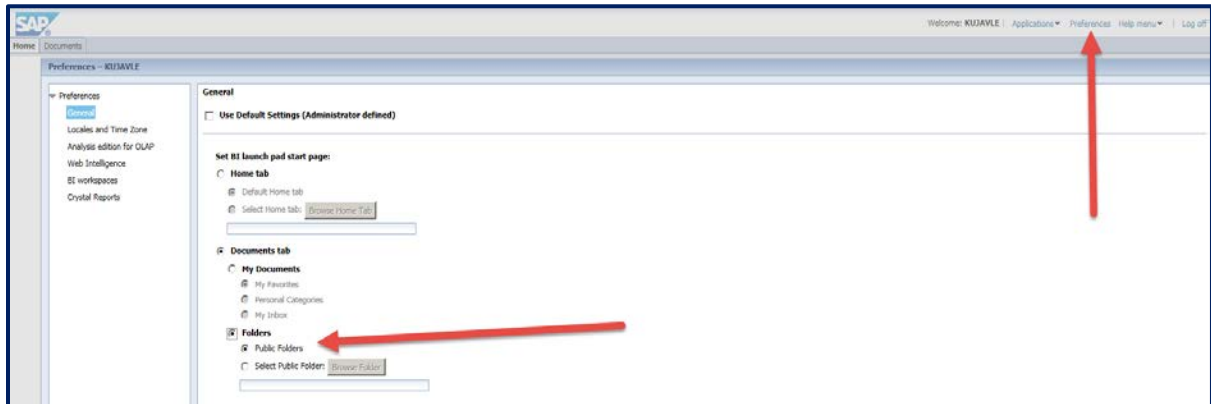 SAP
Welcome: KUJAVLE | Applications Preferences Help menu | Log off
Home Documents
Preferences - KUJAVLE
Preferences
General
Locales and Time Zone
Analysis edition for OLAP
Web Intelligence
BI workspaces
Crystal Reports
General
Use Default Settings (Administrator defined)
Set BI launch pad start page:
Home tab
Default Home tab
Select Home tab: Browse Home Tab
Documents tab
My Documents
My Favorites
Personal Categories
My Inbox
Folders
Public Folders
Select Public Folder: Browse Folder